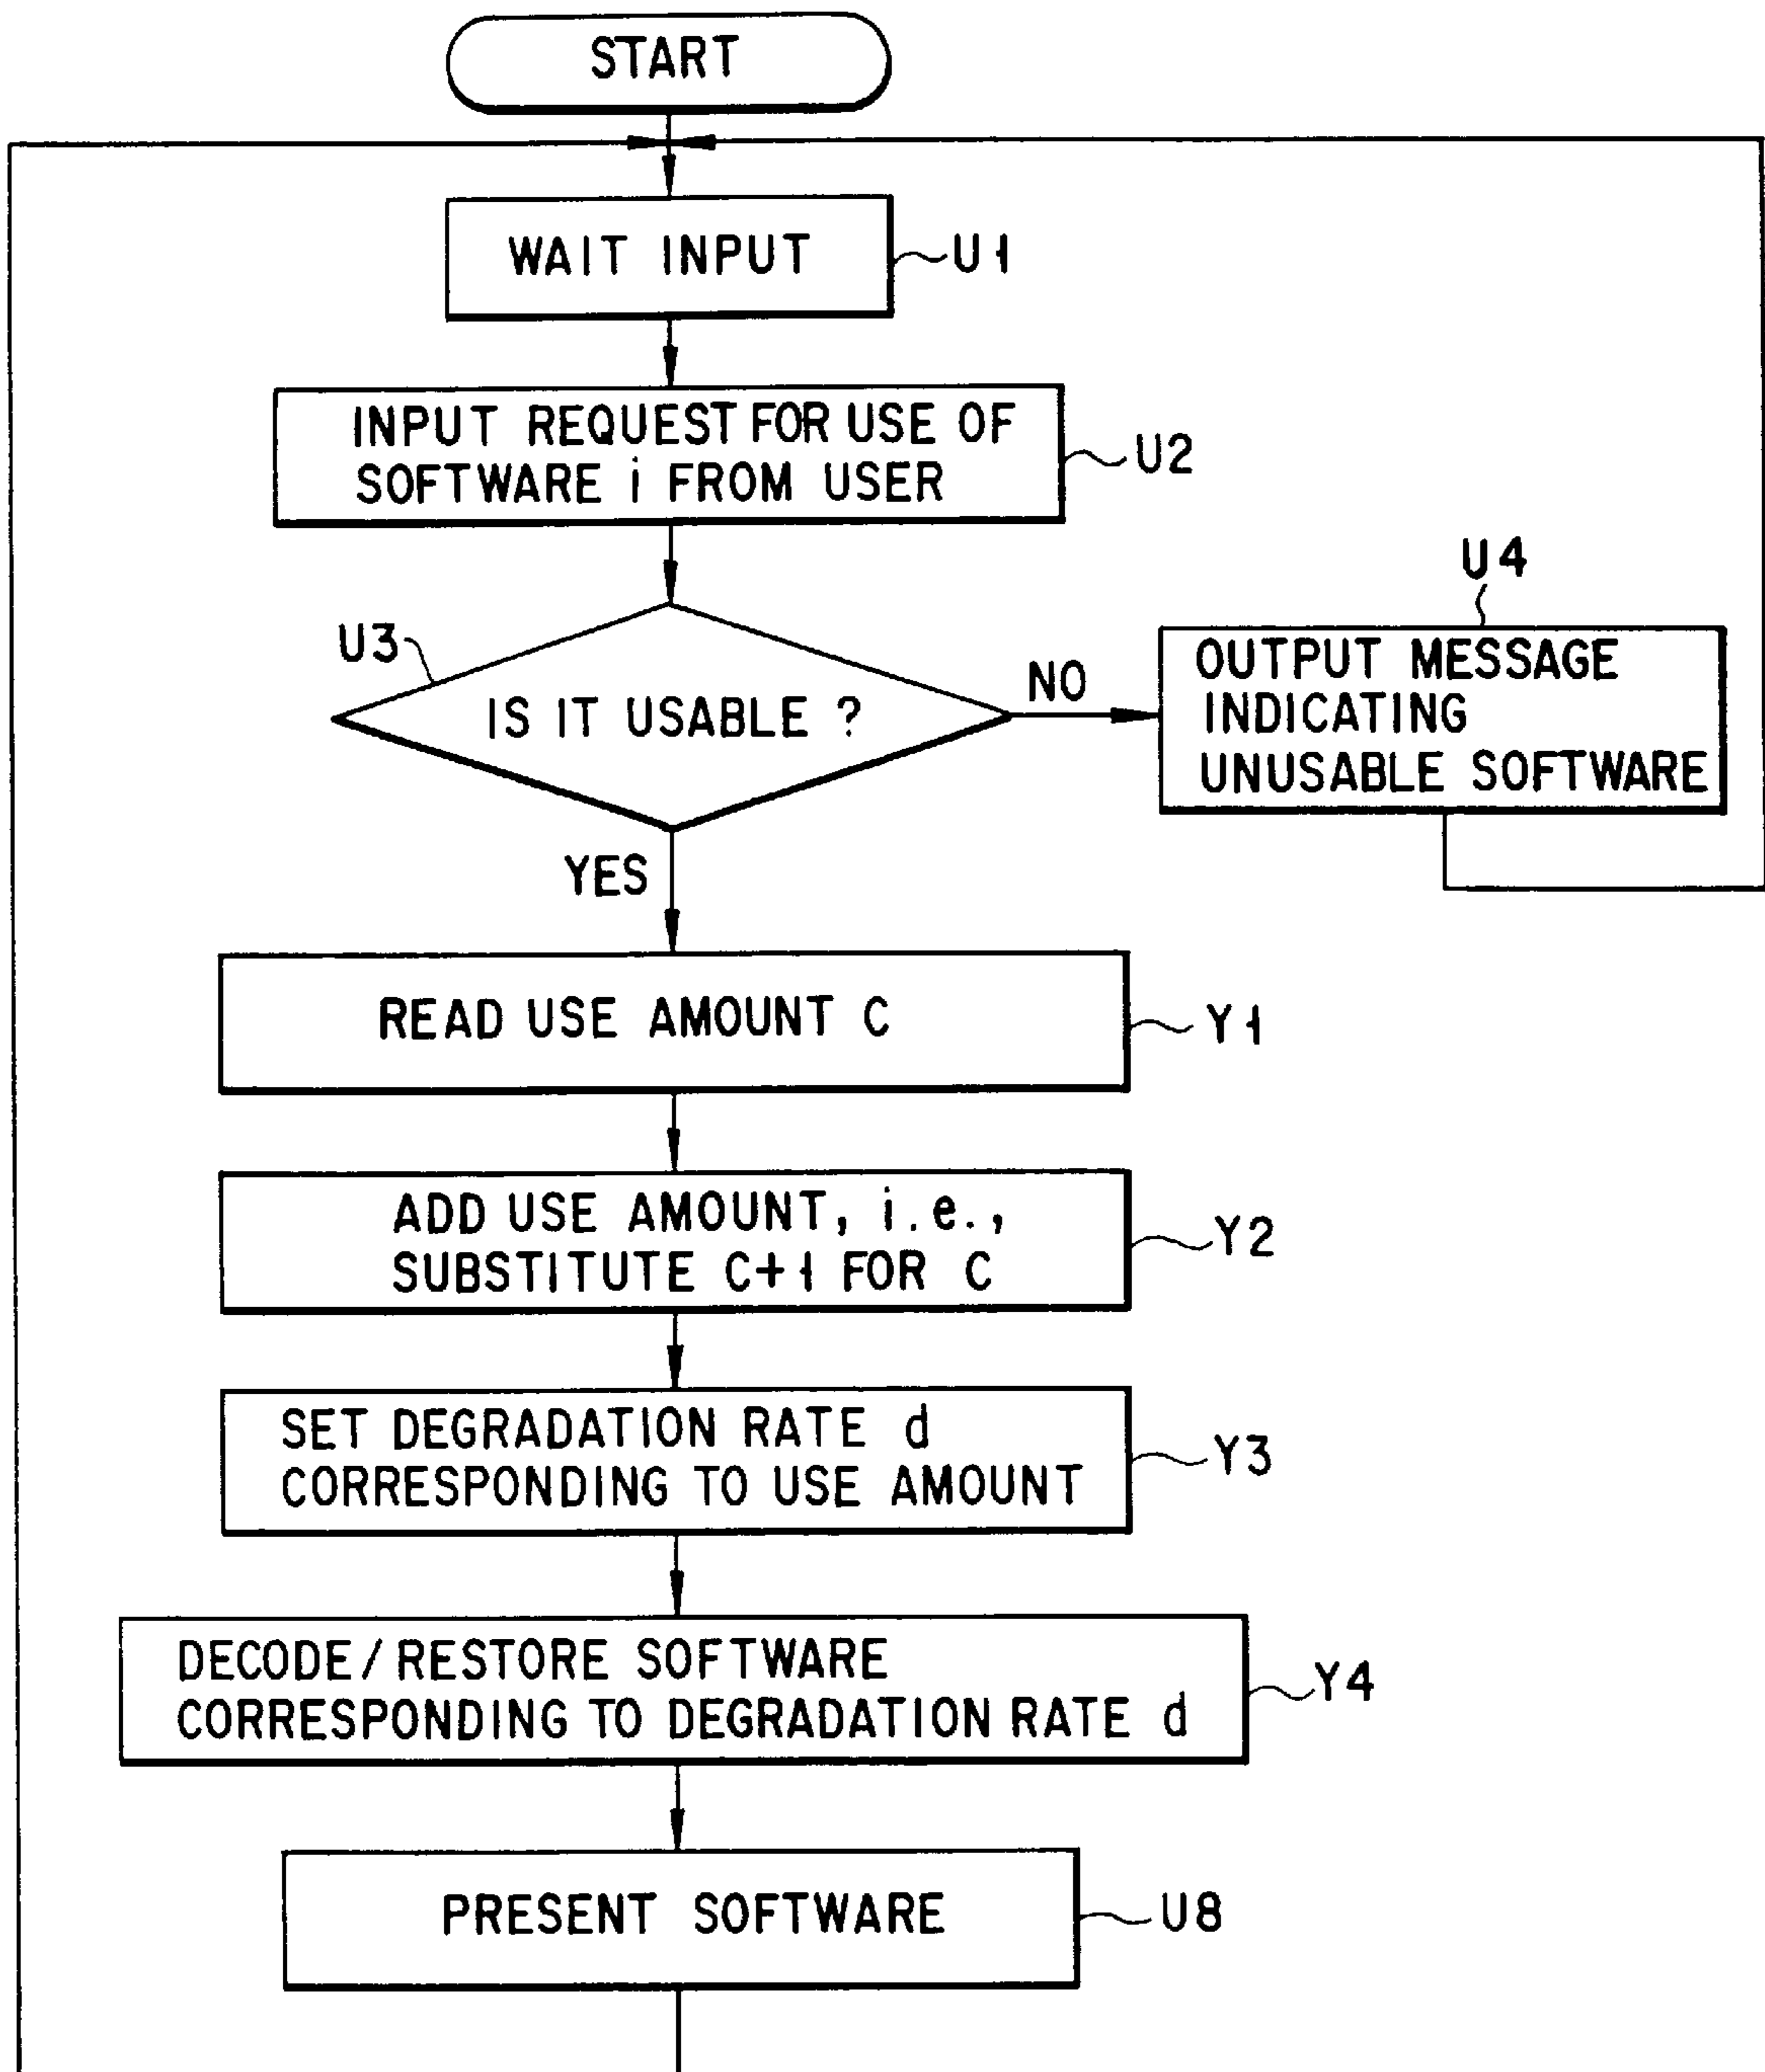 START
WAIT INPUT
U1
INPUT REQUEST FOR USE OF
SOFTWARE i FROM USER
U2
U3
IS IT USABLE ?
NO
U4
OUTPUT MESSAGE
INDICATING
UNUSABLE SOFTWARE
YES
READ USE AMOUNT C
Y1
ADD USE AMOUNT, i.e.,
SUBSTITUTE C+1 FOR C
Y2
SET DEGRADATION RATE d
CORRESPONDING TO USE AMOUNT
Y3
DECODE/RESTORE SOFTWARE
CORRESPONDING TO DEGRADATION RATE d
Y4
PRESENT SOFTWARE
U8